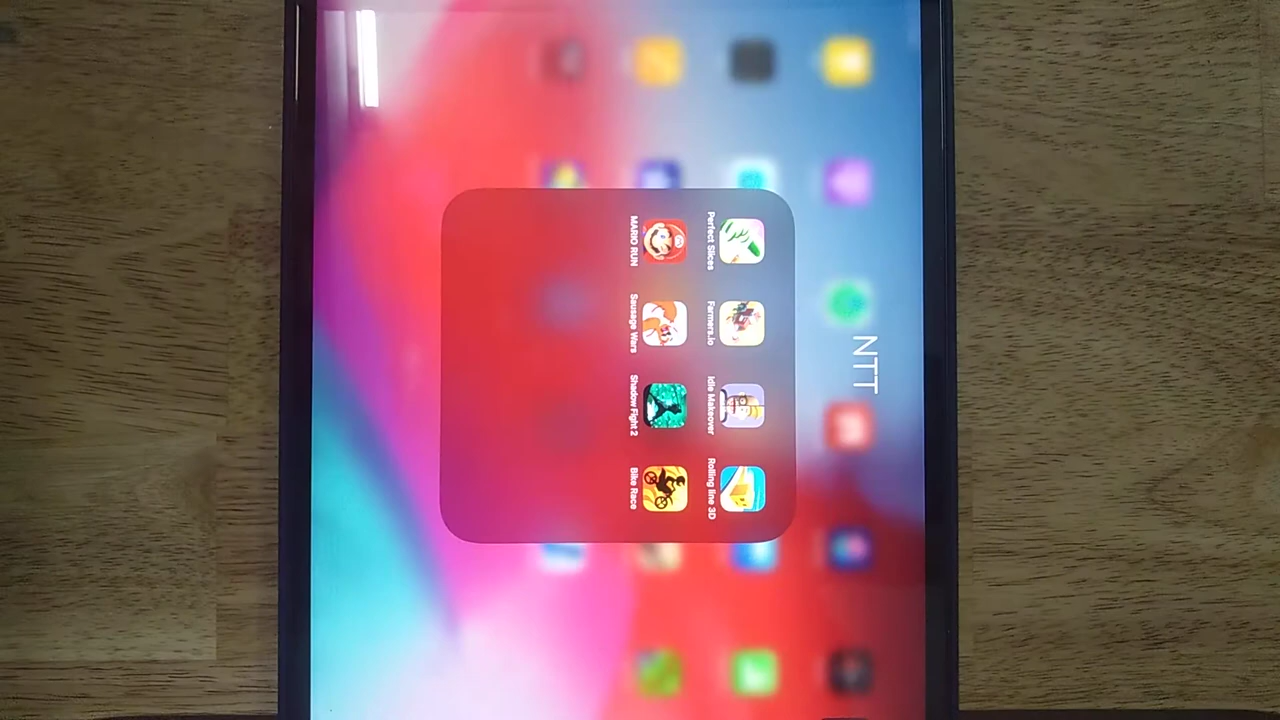 NTT
Perfect Slices
Farmers.io
Idle Makeover
Rolling line 3D
MARIO RUN
Sausage Wars
Shadow Fight 2
Bike Race